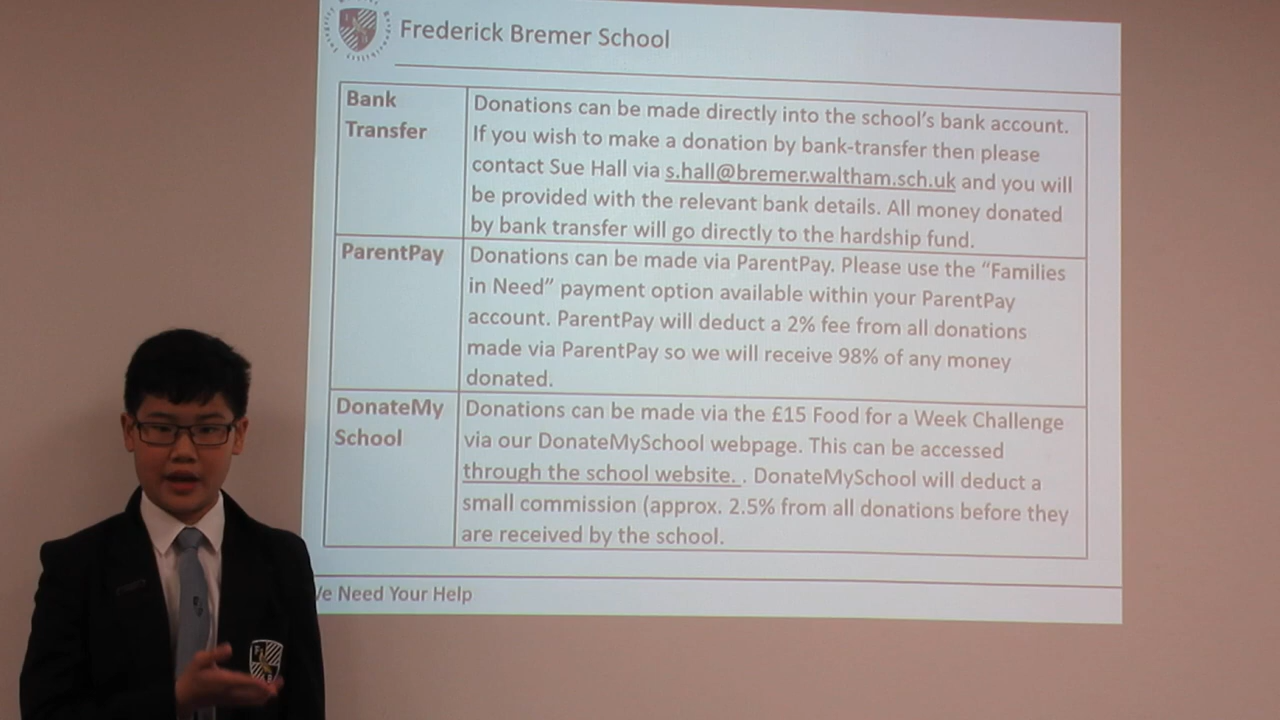 Frederick Bremer School
Bank
Transfer
Donations can be made directly into the school's bank account.
If you wish to make a donation by bank-transfer then please
contact Sue Hall via s.hall@bremer.waltham.sch.uk and you will
be provided with the relevant bank details. All money donated
by bank transfer will go directly to the hardship fund.
ParentPay
Donations can be made via ParentPay. Please use the “Families
in Need” payment option available within your ParentPay
account. ParentPay will deduct a 2% fee from all donations
made via ParentPay so we will receive 98% of any money
donated.
DonateMy
School
Donations can be made via the £15 Food for a Week Challenge
via our DonateMySchool webpage. This can be accessed
through the school website. . DonateMySchool will deduct a
small commission (approx. 2.5% from all donations before they
are received by the school.
We Need Your Help